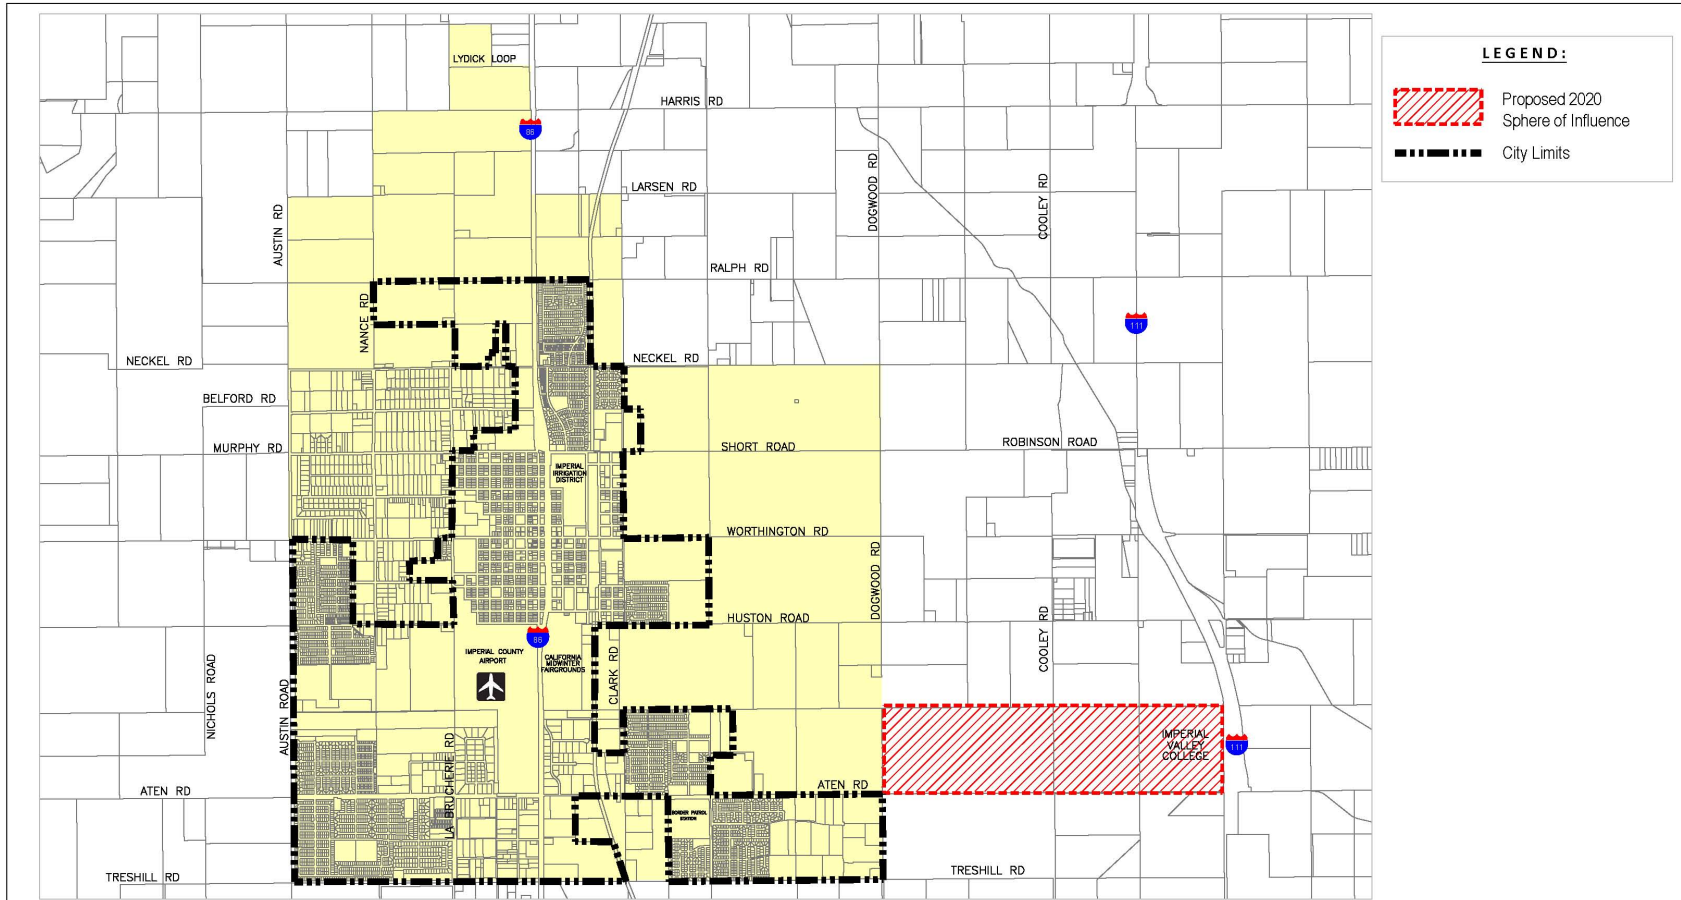 LEGEND:
Proposed 2020
Sphere of Influence
City Limits
LYDICK LOOP
HARRIS RD
86
LARSEN RD
DOGWOOD RD
COOLEY RD
AUSTIN RD
RALPH RD
NANCE RD
111
NECKEL RD
NECKEL RD
BELFORD RD
MURPHY RD
SHORT ROAD
ROBINSON ROAD
IMPERIAL
IRRIGATION
DISTRICT
WORTHINGTON RD
DOGWOOD RD
HUSTON ROAD
COOLEY RD
86
IMPERIAL COUNTY
AIRPORT
CALIFORNIA
MIDWINTER
FAIRGROUNDS
CLARK RD
NICHOLS ROAD
AUSTIN ROAD
LA BRUCHERIE RD
IMPERIAL
VALLEY
COLLEGE
111
ATEN RD
ATEN RD
BORDER PATROL
STATION
TRESHILL RD
TRESHILL RD